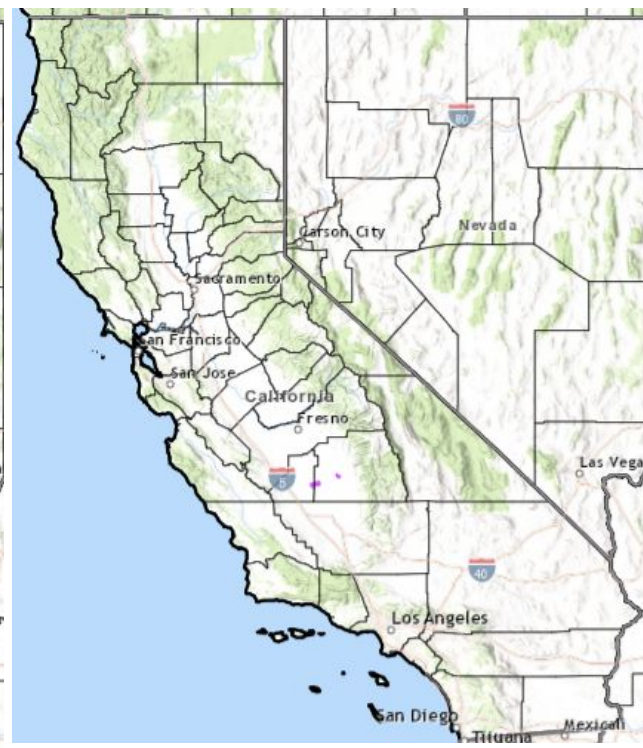 80
Nevada
Carson City
Sacramento
San Francisco
San Jose
California
Fresno
Las Vega
5
40
Los Angeles
San Diego
Mexicali
Tijuana